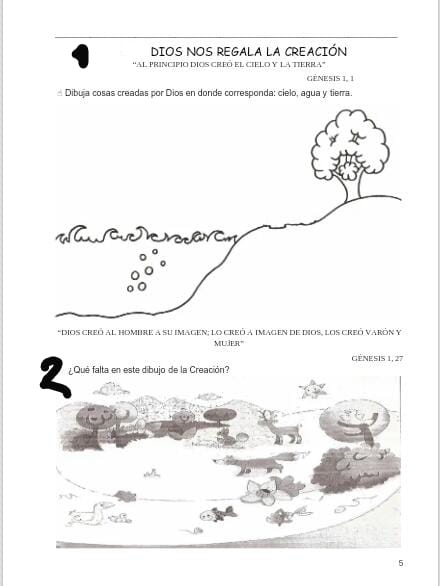 1
DIOS NOS REGALA LA CREACIÓN
“AL PRINCIPIO DIOS CREÓ EL CIELO Y LA TIERRA”
GÉNESIS 1, 1
Dibuja cosas creadas por Dios en donde corresponda: cielo, agua y tierra.
“DIOS CREÓ AL HOMBRE A SU IMAGEN; LO CREÓ A IMAGEN DE DIOS, LOS CREÓ VARÓN Y
MUJER”
GÉNESIS 1, 27
2
¿Qué falta en este dibujo de la Creación?
5